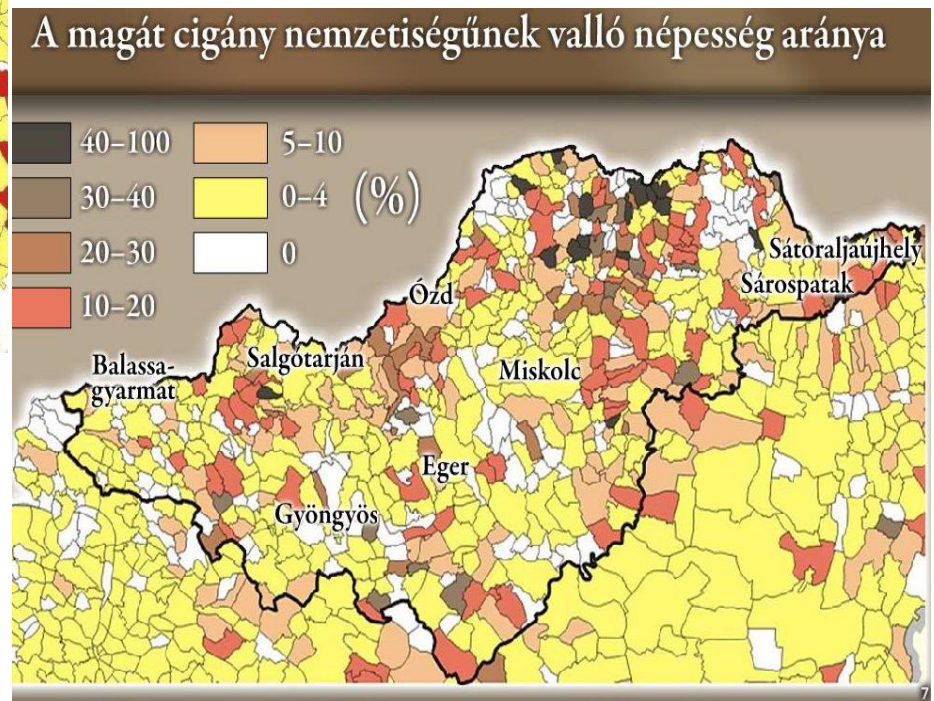 A magát cigány nemzetiségűnek valló népesség aránya
40–100
5–10
30–40
0–4
(%)
20–30
0
10–20
Sátoraljaújhely
Sárospatak
Ózd
Salgótarján
Balassa-
gyarmat
Miskolc
Eger
Gyöngyös
7